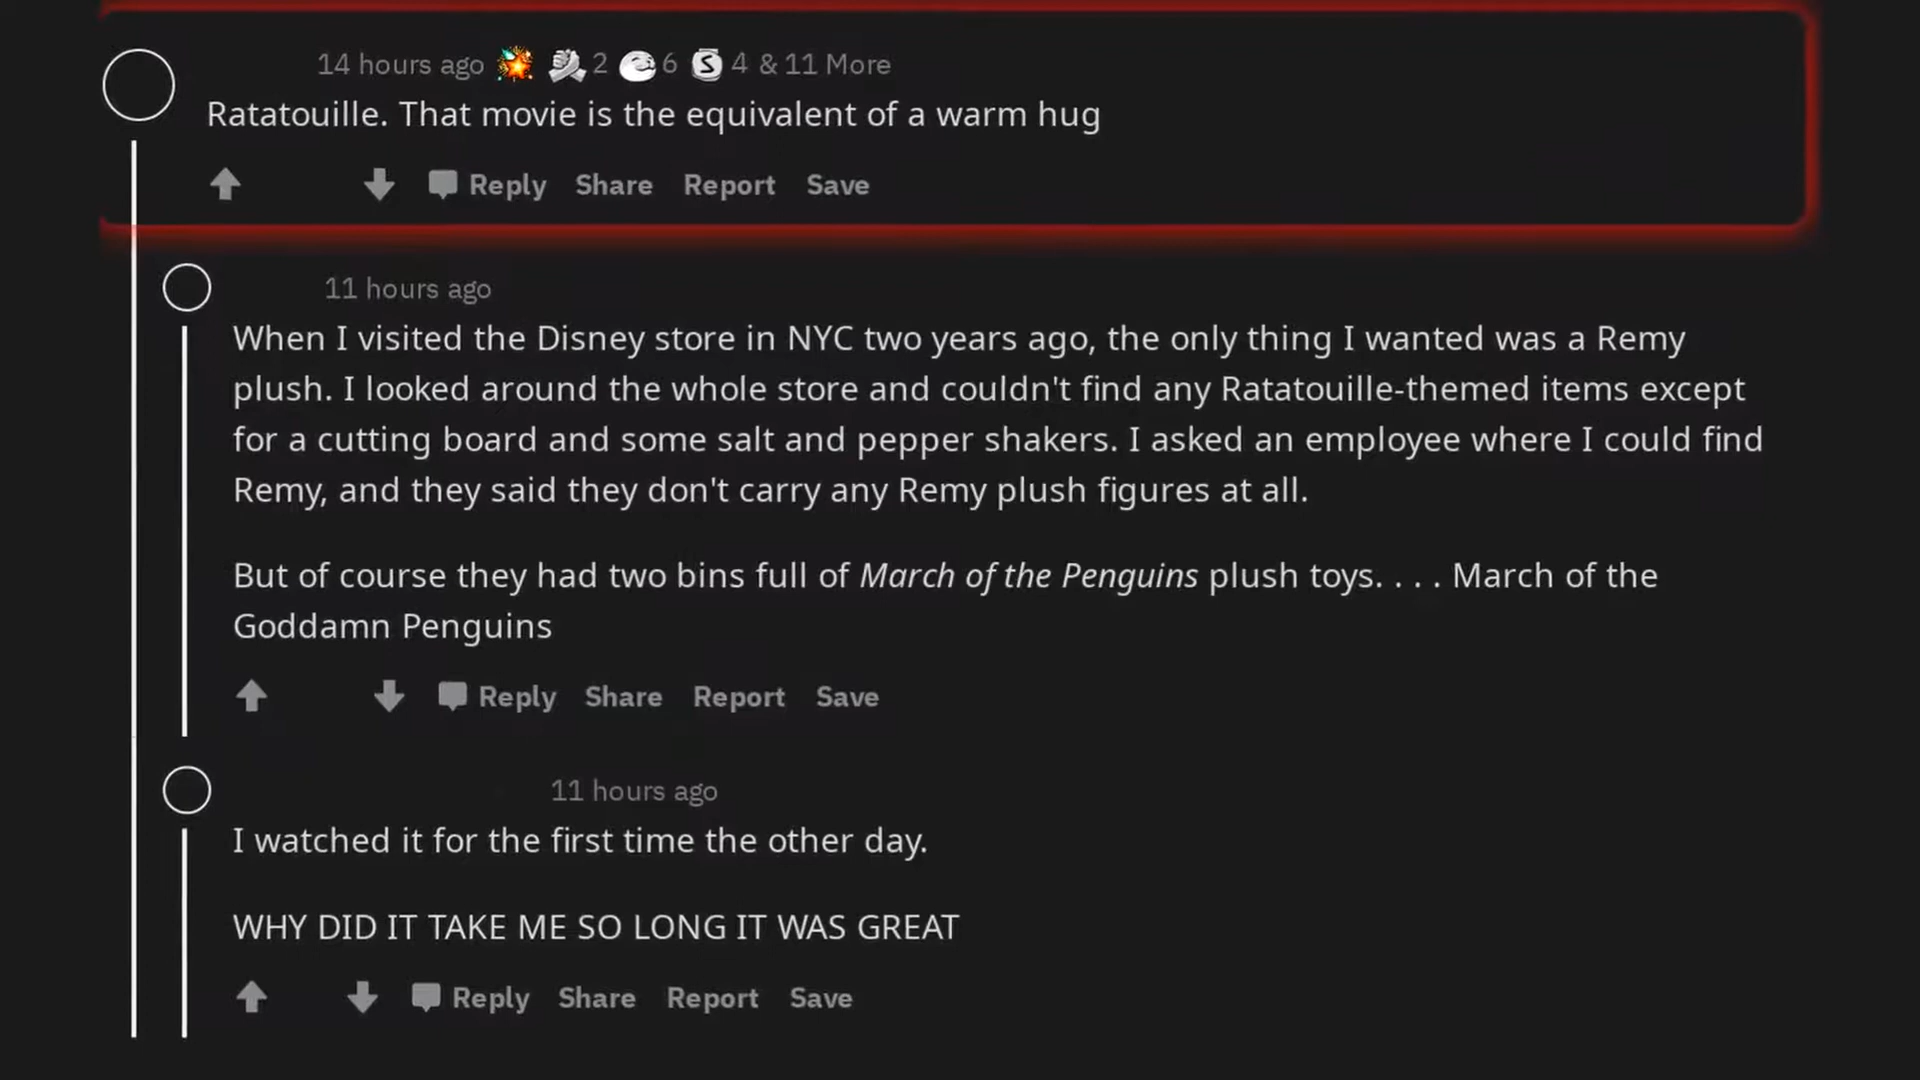 14 hours ago 2 6 S 4 & 11 More
Ratatouille. That movie is the equivalent of a warm hug
Reply Share Report Save
11 hours ago
When I visited the Disney store in NYC two years ago, the only thing I wanted was a Remy
plush. I looked around the whole store and couldn't find any Ratatouille-themed items except
for a cutting board and some salt and pepper shakers. I asked an employee where I could find
Remy, and they said they don't carry any Remy plush figures at all.
But of course they had two bins full of March of the Penguins plush toys. . . . March of the
Goddamn Penguins
Reply Share Report Save
11 hours ago
I watched it for the first time the other day.
WHY DID IT TAKE ME SO LONG IT WAS GREAT
Reply Share Report Save